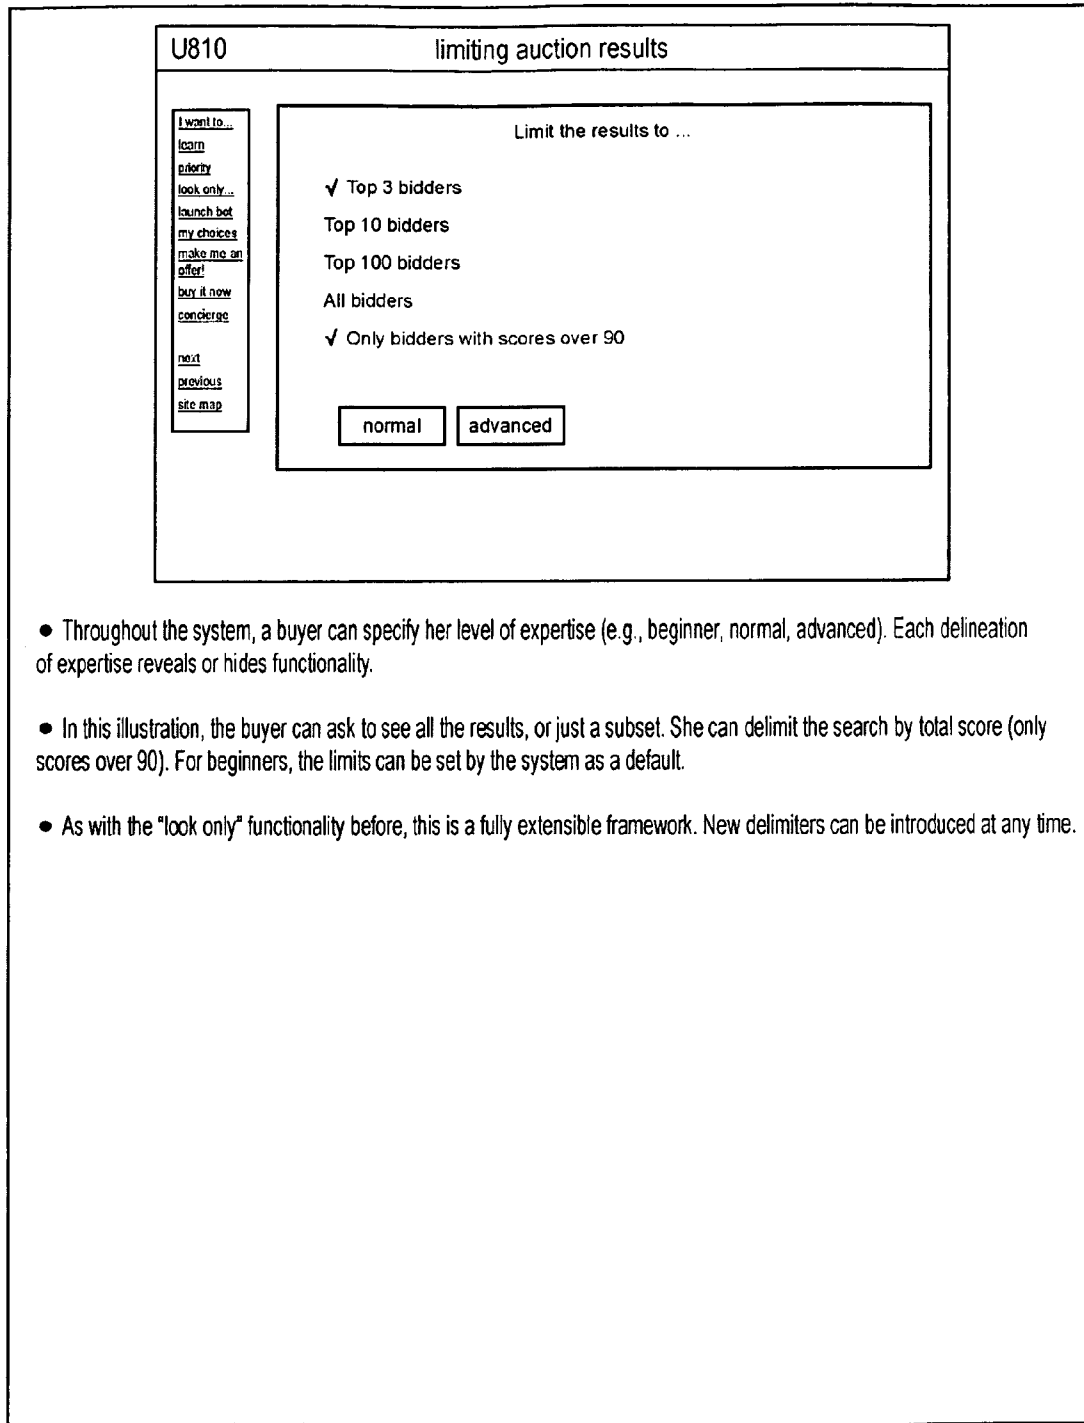 U810 limiting auction results
I want to...
learn
priority
look only...
launch bot
my choices
make me an
offer!
buy it now
concierge
next
previous
site map
Limit the results to ...
√ Top 3 bidders
Top 10 bidders
Top 100 bidders
All bidders
√ Only bidders with scores over 90
normal advanced
● Throughout the system, a buyer can specify her level of expertise (e.g., beginner, normal, advanced). Each delineation
of expertise reveals or hides functionality.
● In this illustration, the buyer can ask to see all the results, or just a subset. She can delimit the search by total score (only
scores over 90). For beginners, the limits can be set by the system as a default.
● As with the "look only" functionality before, this is a fully extensible framework. New delimiters can be introduced at any time.